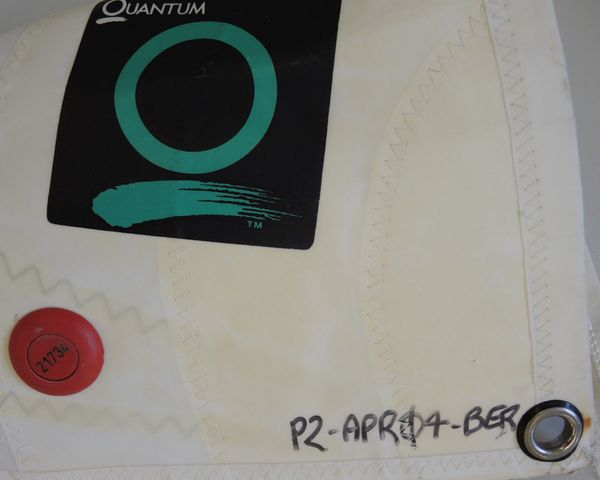 QUANTUM
TM
21734
P2-APR04-BER